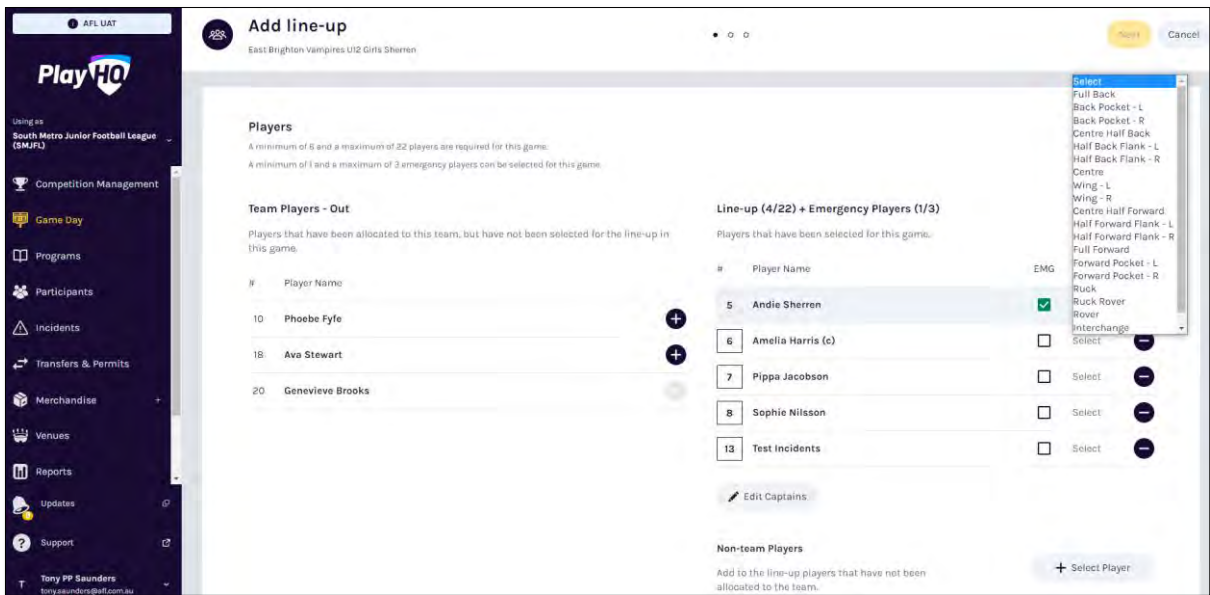 AFL UAT
PlayHQ
Using as
South Metro Junior Football League
(SMJFL)
Competition Management
Game Day
Programs
Participants
Incidents
Transfers & Permits
Merchandise +
Venues
Reports
Updates
Support
T Tony PP Saunders
tony.saunders@afl.com.au
Add line-up
East Brighton Vampires U12 Girls Sherren
Next Cancel
Players
A minimum of 6 and a maximum of 22 players are required for this game.
A minimum of 1 and a maximum of 3 emergency players can be selected for this game.
Team Players - Out
Players that have been allocated to this team, but have not been selected for the line-up in
this game.
# Player Name
10 Phoebe Fyfe
18 Ava Stewart
20 Genevieve Brooks
Line-up (4/22) + Emergency Players (1/3)
Players that have been selected for this game.
# Player Name EMG
5 Andie Sherren
6 Amelia Harris (c) Select
7 Pippa Jacobson Select
8 Sophie Nilsson Select
13 Test Incidents Select
Edit Captains
Non-team Players
Add to the line-up players that have not been
allocated to the team.
+ Select Player
Select
Full Back
Back Pocket - L
Back Pocket - R
Centre Half Back
Half Back Flank - L
Half Back Flank - R
Centre
Wing - L
Wing - R
Centre Half Forward
Half Forward Flank - L
Half Forward Flank - R
Full Forward
Forward Pocket - L
Forward Pocket - R
Ruck
Ruck Rover
Rover
Interchange